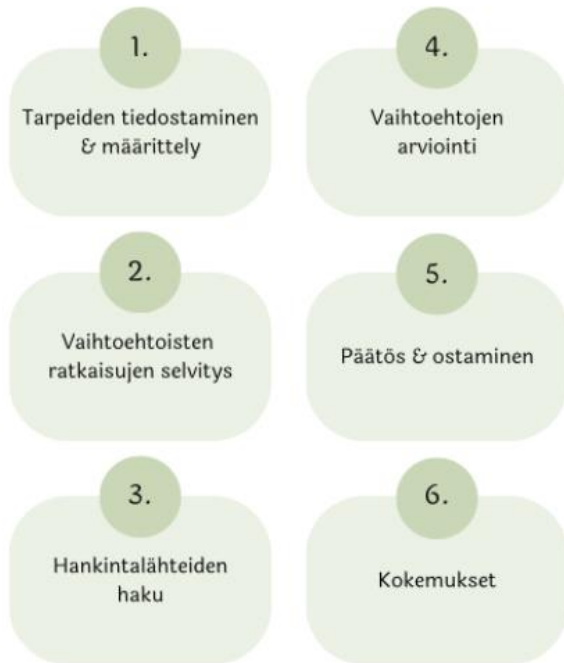 1.
Tarpeiden tiedostaminen
& määrittely
2.
Vaihtoehtoisten
ratkaisujen selvitys
3.
Hankintalähteiden
haku
4.
Vaihtoehtojen
arviointi
5.
Päätös & ostaminen
6.
Kokemukset